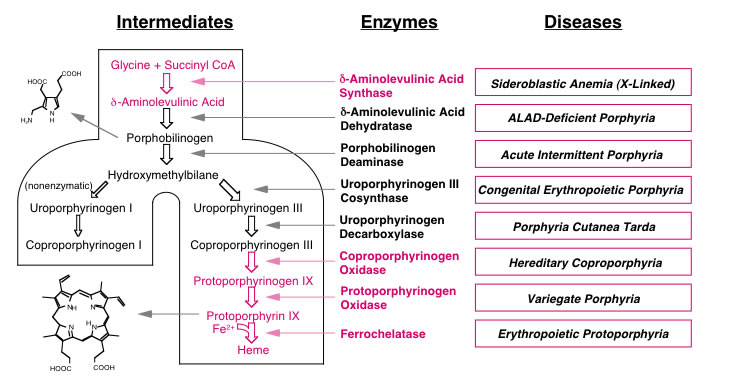 Intermediates Enzymes Diseases
Glycine + Succinyl CoA
δ-Aminolevulinic Acid
Synthase
Sideroblastic Anemia (X-Linked)
COOH
HOOC
N
H
H₂N
δ-Aminolevulinic Acid
δ-Aminolevulinic Acid
Dehydratase
ALAD-Deficient Porphyria
Porphobilinogen
Porphobilinogen
Deaminase
Acute Intermittent Porphyria
Hydroxymethylbilane
(nonenzymatic)
Uroporphyrinogen III
Cosynthase
Congenital Erythropoietic Porphyria
Uroporphyrinogen I
Uroporphyrinogen III
Uroporphyrinogen
Decarboxylase
Porphyria Cutanea Tarda
Coproporphyrinogen I
Coproporphyrinogen III
Coproporphyrinogen
Oxidase
Hereditary Coproporphyria
Protoporphyrinogen IX
Protoporphyrinogen
Oxidase
Variegate Porphyria
Protoporphyrin IX
Fe²⁺
Ferrochelatase
Erythropoietic Protoporphyria
Heme
NH N
N HN
HOOC COOH